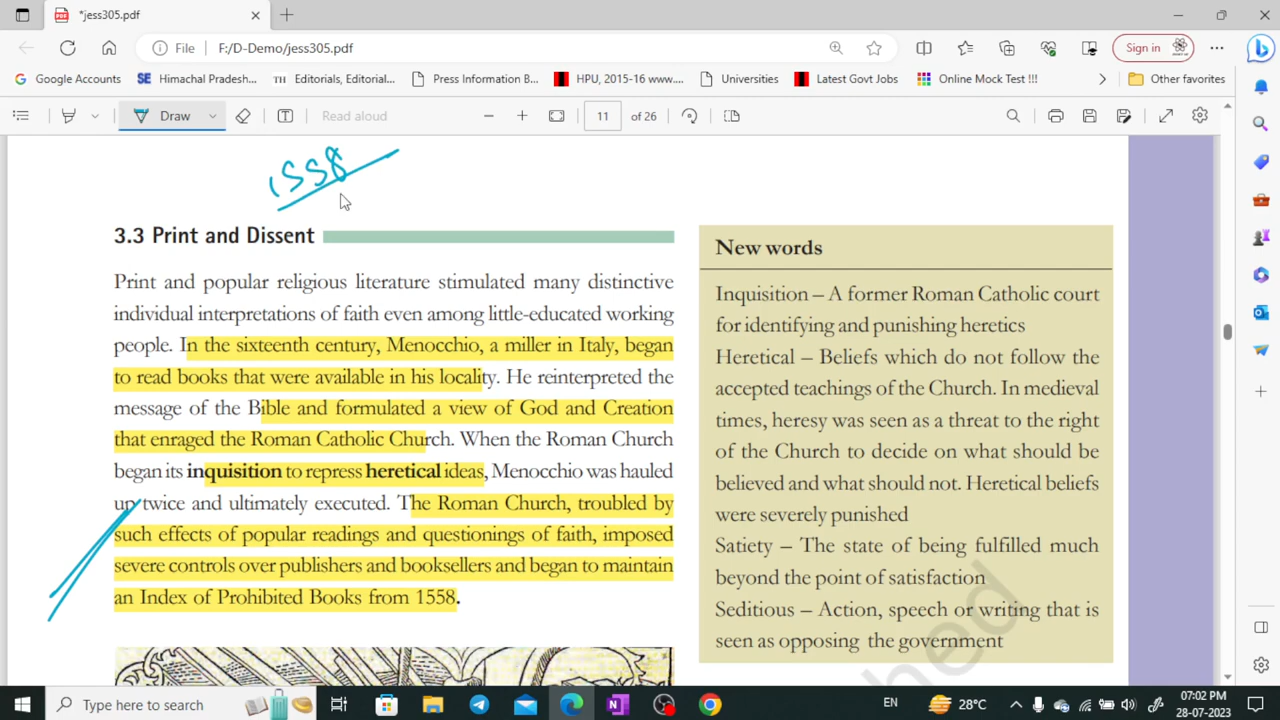 *jess305.pdf
File F:/D-Demo/jess305.pdf Sign in
Google Accounts SE Himachal Pradesh... TH Editorials, Editorial... Press Information B... HPU, 2015-16 www.... Universities Latest Govt Jobs Online Mock Test !!! Other favorites
Draw Read aloud 11 of 26
1558
3.3 Print and Dissent
Print and popular religious literature stimulated many distinctive
individual interpretations of faith even among little-educated working
people. In the sixteenth century, Menocchio, a miller in Italy, began
to read books that were available in his locality. He reinterpreted the
message of the Bible and formulated a view of God and Creation
that enraged the Roman Catholic Church. When the Roman Church
began its inquisition to repress heretical ideas, Menocchio was hauled
up twice and ultimately executed. The Roman Church, troubled by
such effects of popular readings and questionings of faith, imposed
severe controls over publishers and booksellers and began to maintain
an Index of Prohibited Books from 1558.
New words
Inquisition – A former Roman Catholic court
for identifying and punishing heretics
Heretical – Beliefs which do not follow the
accepted teachings of the Church. In medieval
times, heresy was seen as a threat to the right
of the Church to decide on what should be
believed and what should not. Heretical beliefs
were severely punished
Satiety – The state of being fulfilled much
beyond the point of satisfaction
Seditious – Action, speech or writing that is
seen as opposing the government
Type here to search EN 28°C 07:02 PM
28-07-2023